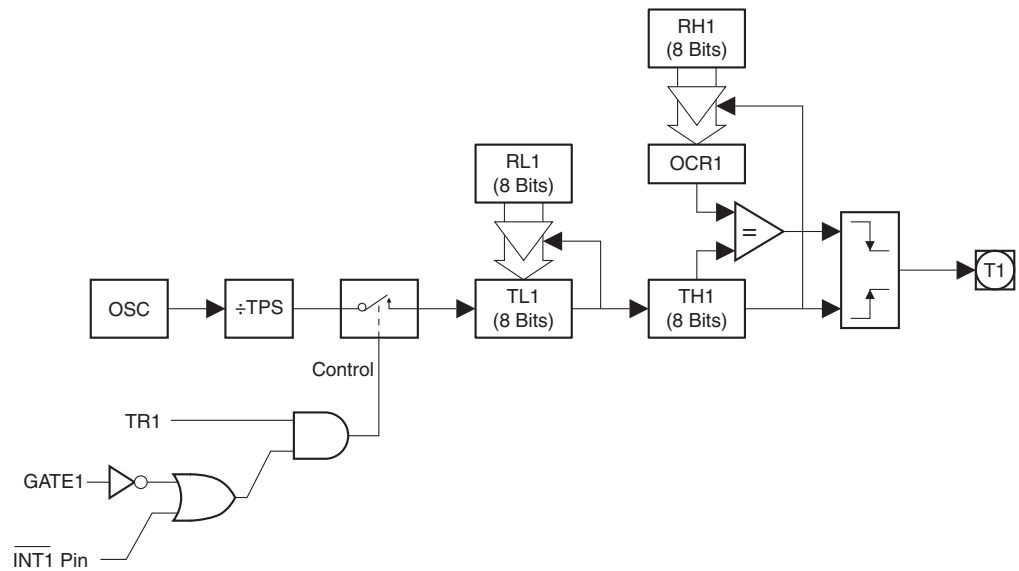 RH1
(8 Bits)
RL1
(8 Bits)
OCR1
=
OSC
÷TPS
TL1
(8 Bits)
TH1
(8 Bits)
T1
Control
TR1
GATE1
INT1 Pin